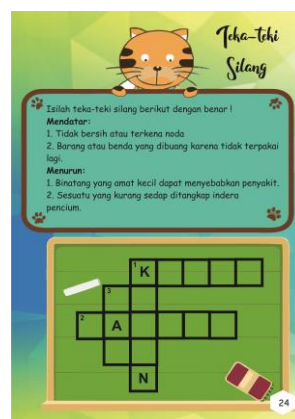 Teka-teki
Silang
Isilah teka-teki silang berikut dengan benar !
Mendatar:
1. Tidak bersih atau terkena noda
2. Barang atau benda yang dibuang karena tidak terpakai
lagi.
Menurun:
1. Binatang yang amat kecil dapat menyebabkan penyakit.
2. Sesuatu yang kurang sedap ditangkap indera
pencium.
1 K
3
2 A
N
24